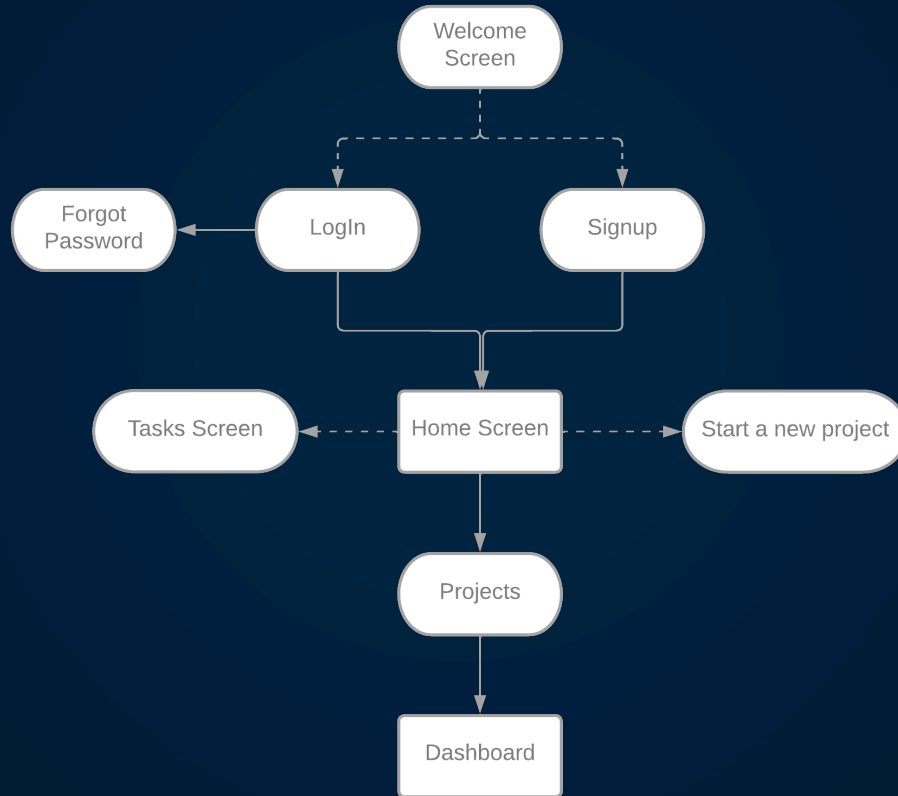 Welcome
Screen
Forgot
Password
LogIn
Signup
Tasks Screen
Home Screen
Start a new project
Projects
Dashboard